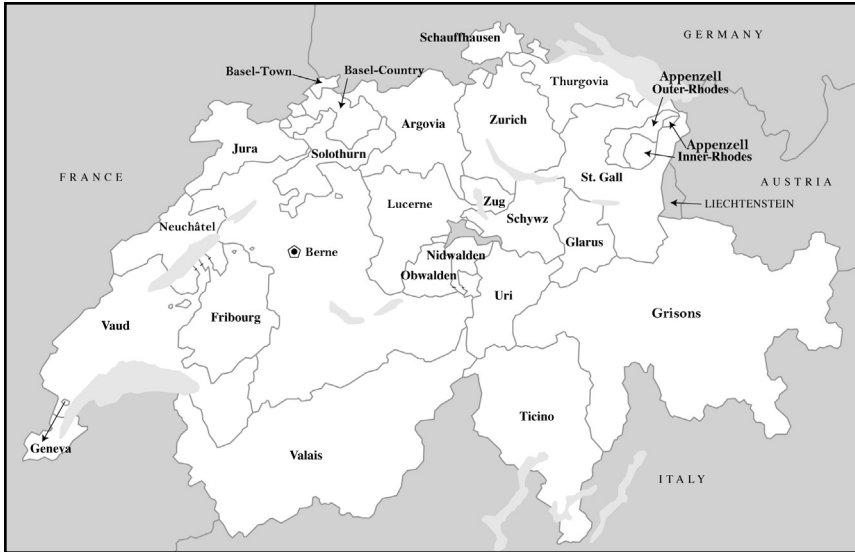 Schauffhausen
GERMANY
Basel-Town
Basel-Country
Thurgovia
Appenzell
Outer-Rhodes
Argovia
Zurich
Jura
Solothurn
Appenzell
Inner-Rhodes
FRANCE
St. Gall
AUSTRIA
Lucerne
Zug
LIECHTENSTEIN
Schywz
Neuchâtel
Glarus
Berne
Nidwalden
Obwalden
Uri
Vaud
Fribourg
Grisons
Ticino
Geneva
Valais
ITALY